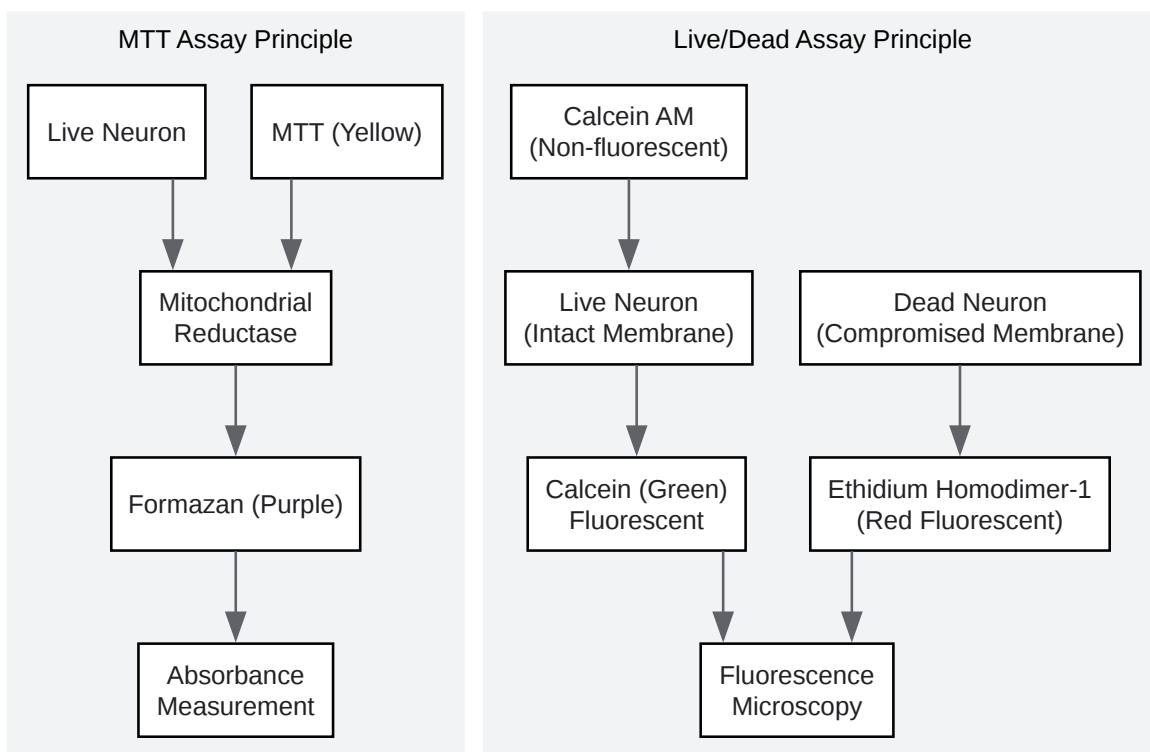 MTT Assay Principle
Live Neuron
MTT (Yellow)
Mitochondrial
Reductase
Formazan (Purple)
Absorbance
Measurement
Live/Dead Assay Principle
Calcein AM
(Non-fluorescent)
Live Neuron
(Intact Membrane)
Dead Neuron
(Compromised Membrane)
Calcein (Green)
Fluorescent
Ethidium Homodimer-1
(Red Fluorescent)
Fluorescence
Microscopy